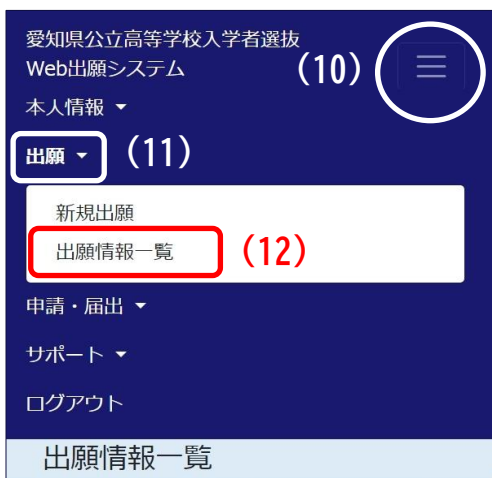 愛知県公立高等学校入学者選抜
Web出願システム
(10)
本人情報
出願
(11)
新規出願
出願情報一覧
(12)
申請・届出
サポート
ログアウト
出願情報一覧